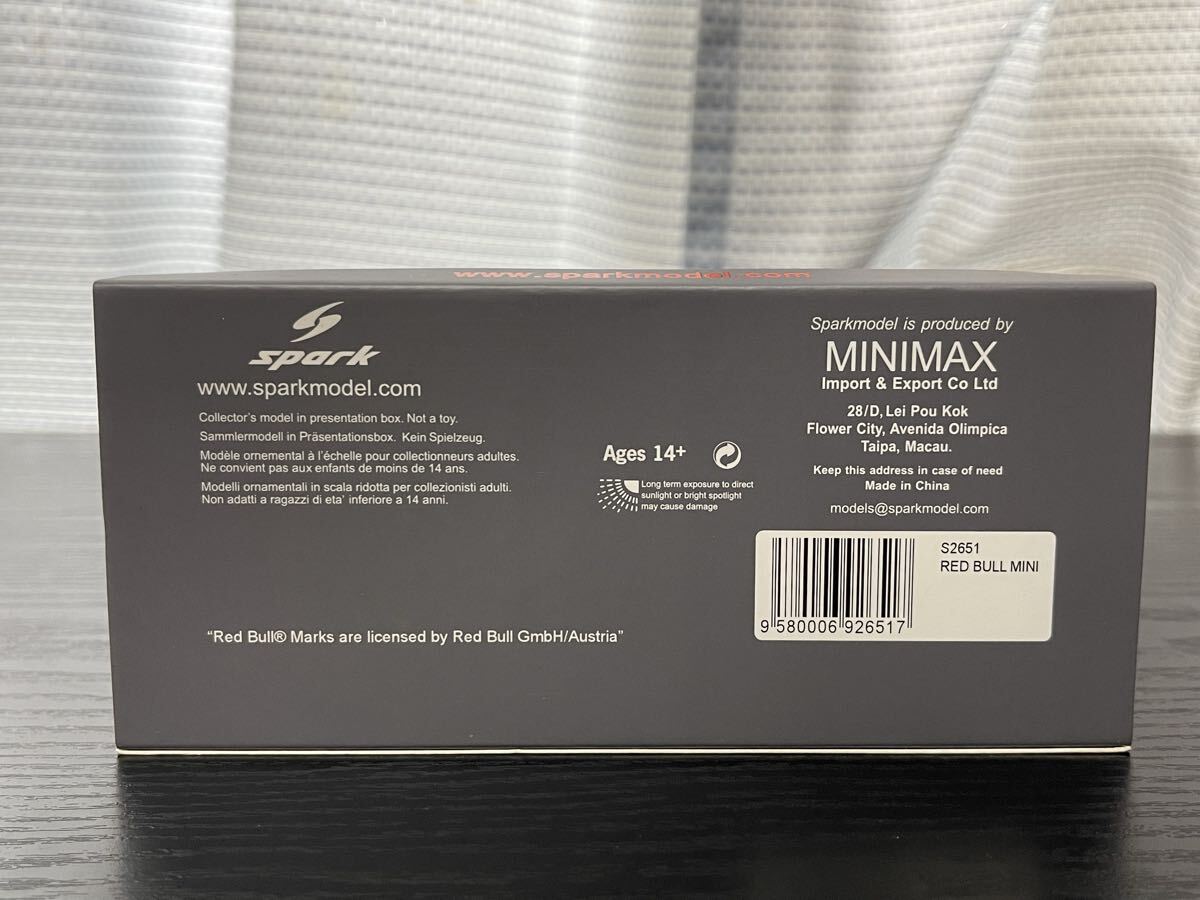 www.sparkmodel.com
spark
www.sparkmodel.com
Collector's model in presentation box. Not a toy.
Sammlermodell in Präsentationsbox. Kein Spielzeug.
Modèle ornemental à l'échelle pour collectionneurs adultes.
Ne convient pas aux enfants de moins de 14 ans.
Modelli ornamentali in scala ridotta per collezionisti adulti.
Non adatti a ragazzi di eta' inferiore a 14 anni.
"Red Bull® Marks are licensed by Red Bull GmbH/Austria"
Ages 14+
Long term exposure to direct
sunlight or bright spotlight
may cause damage
Sparkmodel is produced by
MINIMAX
Import & Export Co Ltd
28/D, Lei Pou Kok
Flower City, Avenida Olimpica
Taipa, Macau.
Keep this address in case of need
Made in China
models@sparkmodel.com
S2651
RED BULL MINI
9 580006 926517